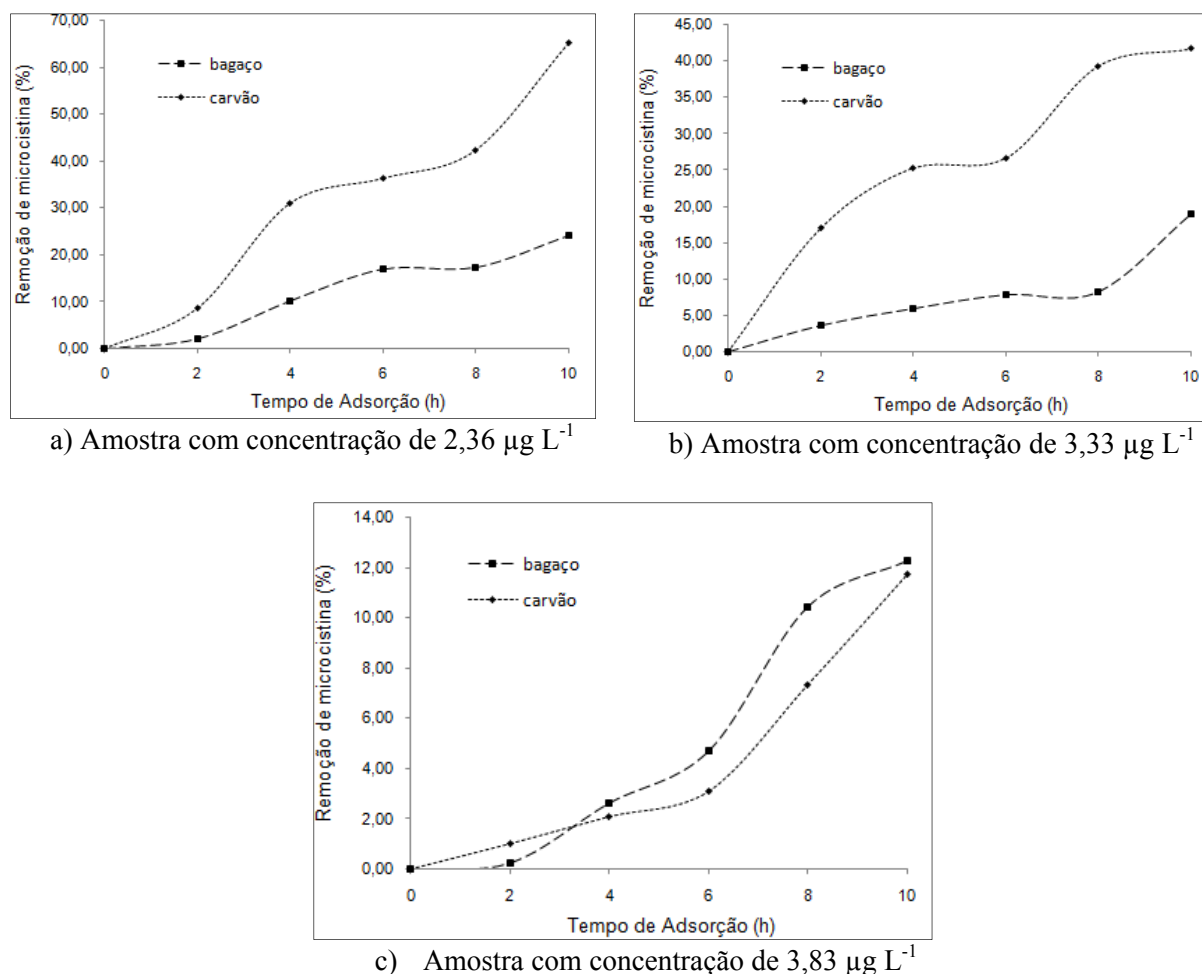 Remoção de microcistina (%)
70,00
60,00
50,00
40,00
30,00
20,00
10,00
0,00
bagaço
carvão
0 2 4 6 8 10
Tempo de Adsorção (h)
a) Amostra com concentração de 2,36 µg L-1
Remoção de microcistina (%)
45,00
40,00
35,00
30,00
25,00
20,00
15,00
10,00
5,00
0,00
bagaço
carvão
0 2 4 6 8 10
Tempo de Adsorção (h)
b) Amostra com concentração de 3,33 µg L-1
Remoção de microcistina (%)
14,00
12,00
10,00
8,00
6,00
4,00
2,00
0,00
bagaço
carvão
0 2 4 6 8 10
Tempo de Adsorção (h)
c) Amostra com concentração de 3,83 µg L-1